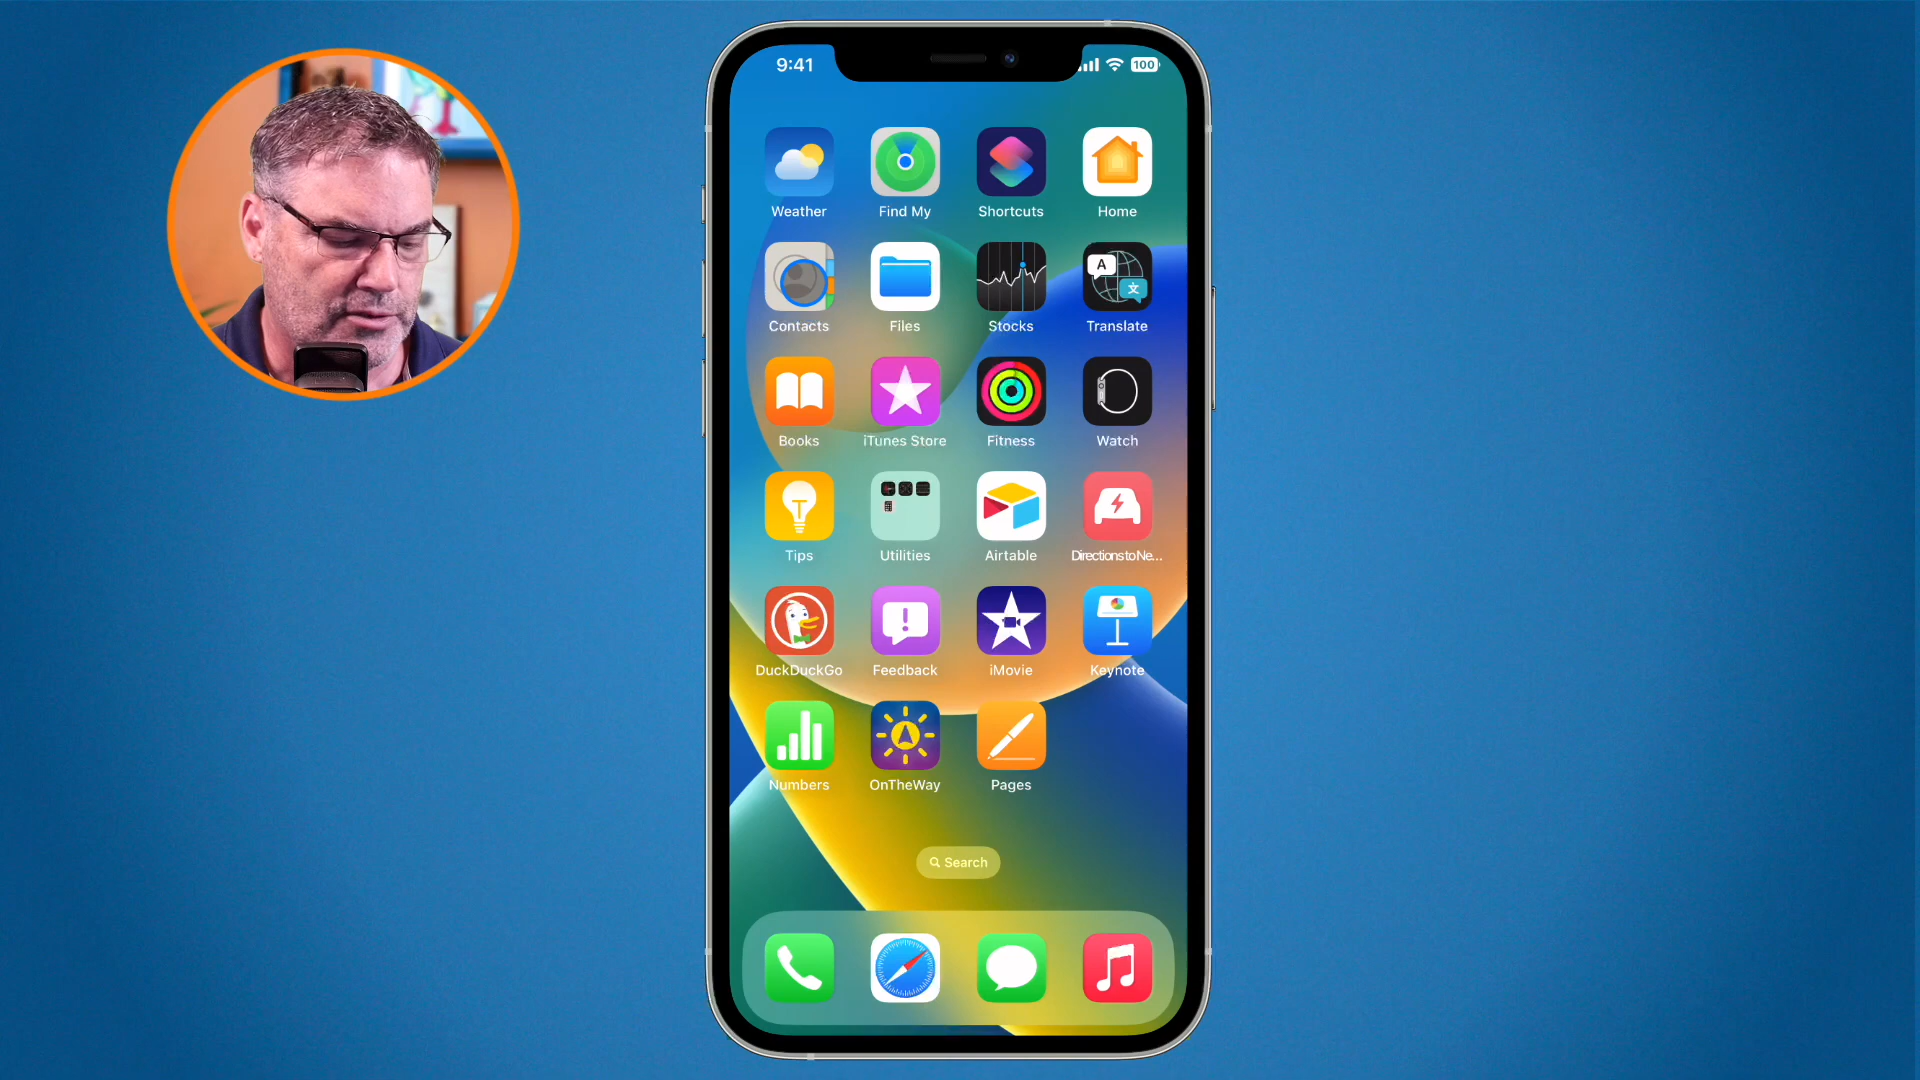 9:41
100
Weather Find My Shortcuts Home
A 文
Contacts Files Stocks Translate
Books iTunes Store Fitness Watch
Tips Utilities Airtable DirectionstoNe...
DuckDuckGo Feedback iMovie Keynote
Numbers OnTheWay Pages
Search